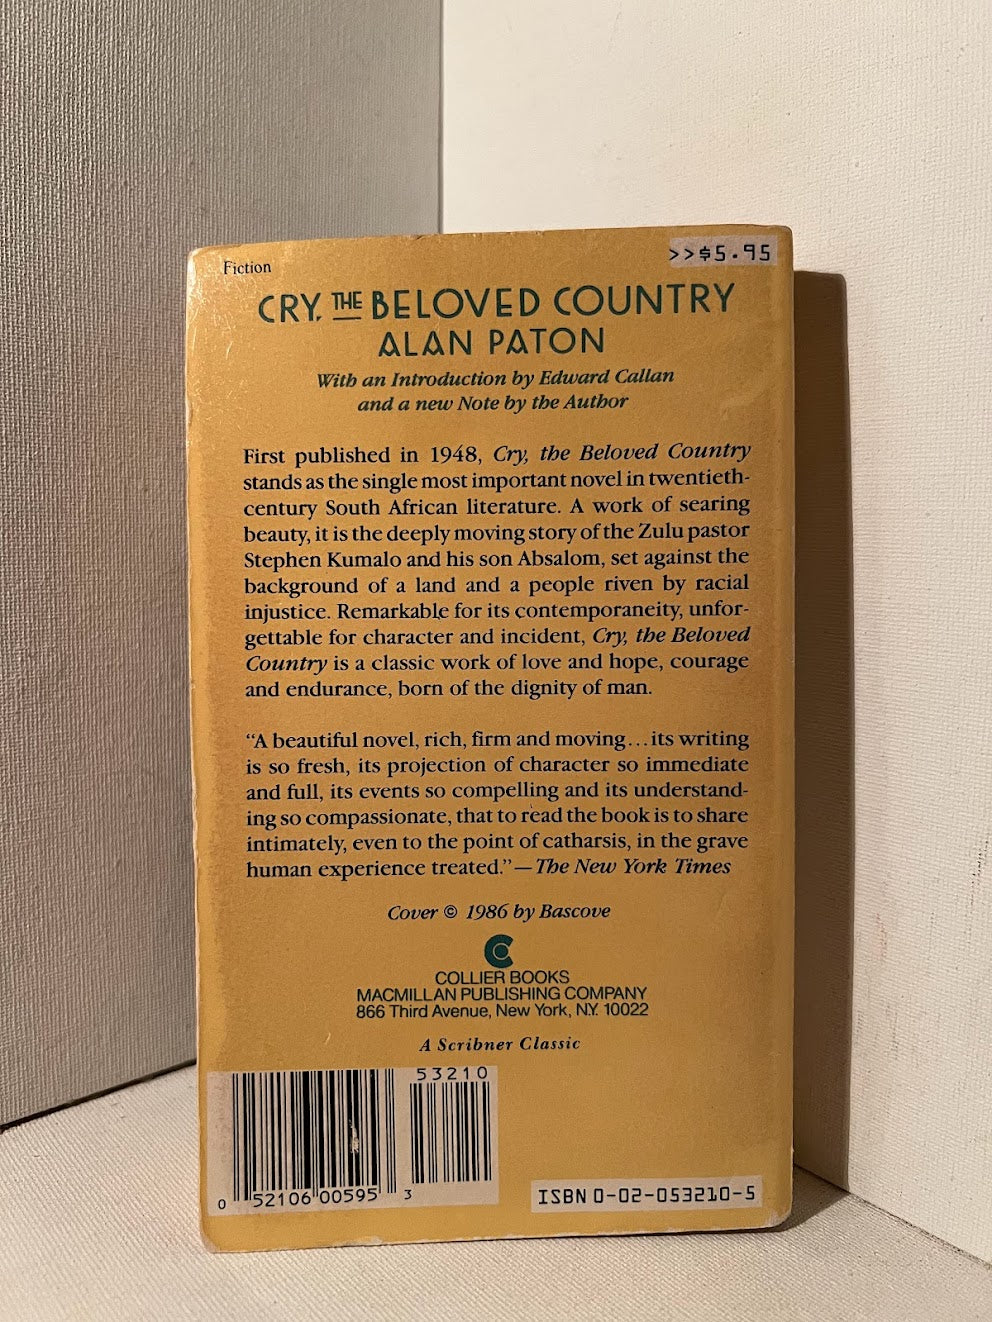 Fiction
>>$5.95
CRY, THE BELOVED COUNTRY
ALAN PATON
With an Introduction by Edward Callan
and a new Note by the Author
First published in 1948, Cry, the Beloved Country
stands as the single most important novel in twentieth-
century South African literature. A work of searing
beauty, it is the deeply moving story of the Zulu pastor
Stephen Kumalo and his son Absalom, set against the
background of a land and a people riven by racial
injustice. Remarkable for its contemporaneity, unfor-
gettable for character and incident, Cry, the Beloved
Country is a classic work of love and hope, courage
and endurance, born of the dignity of man.
“A beautiful novel, rich, firm and moving...its writing
is so fresh, its projection of character so immediate
and full, its events so compelling and its understand-
ing so compassionate, that to read the book is to share
intimately, even to the point of catharsis, in the grave
human experience treated.”—The New York Times
Cover © 1986 by Bascove
COLLIER BOOKS
MACMILLAN PUBLISHING COMPANY
866 Third Avenue, New York, N.Y. 10022
A Scribner Classic
53210
0 52106 00595 3
ISBN 0-02-053210-5